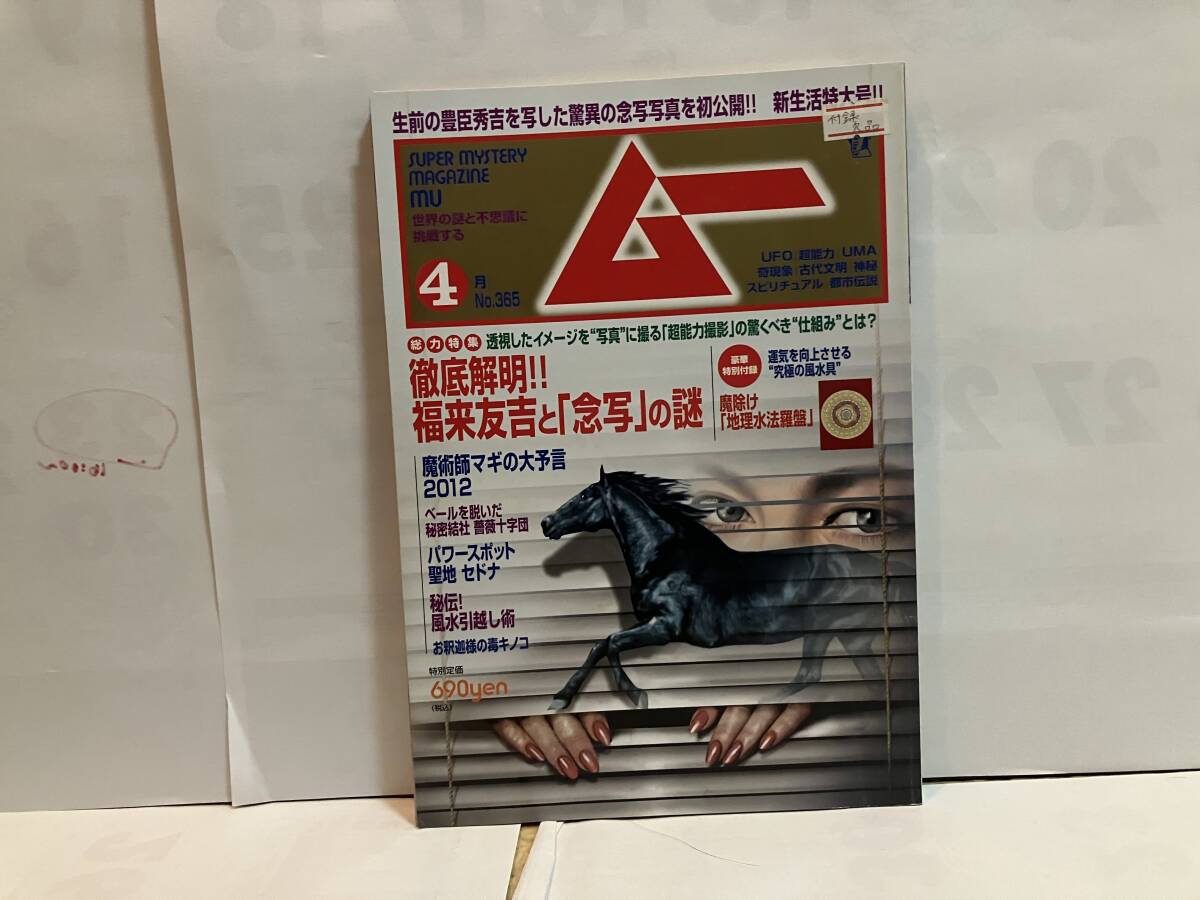 生前の豊臣秀吉を写した驚異の念写写真を初公開!! 新生活特大号!!
付録
欠品
SUPER MYSTERY
MAGAZINE
MU
世界の謎と不思議に
挑戦する
ムー
4月
No.365
UFO 超能力 UMA
奇現象 古代文明 神秘
スピリチュアル 都市伝説
総力特集 透視したイメージを“写真”に撮る「超能力撮影」の驚くべき“仕組み”とは?
徹底解明!!
福来友吉と「念写」の謎
豪華
特別付録
運気を向上させる
“究極の風水具”
魔除け
「地理水法羅盤」
魔術師マギの大予言
2012
ベールを脱いだ
秘密結社 薔薇十字団
パワースポット
聖地 セドナ
秘伝!
風水引越し術
お釈迦様の毒キノコ
特別定価
690yen
(税込)
20
27